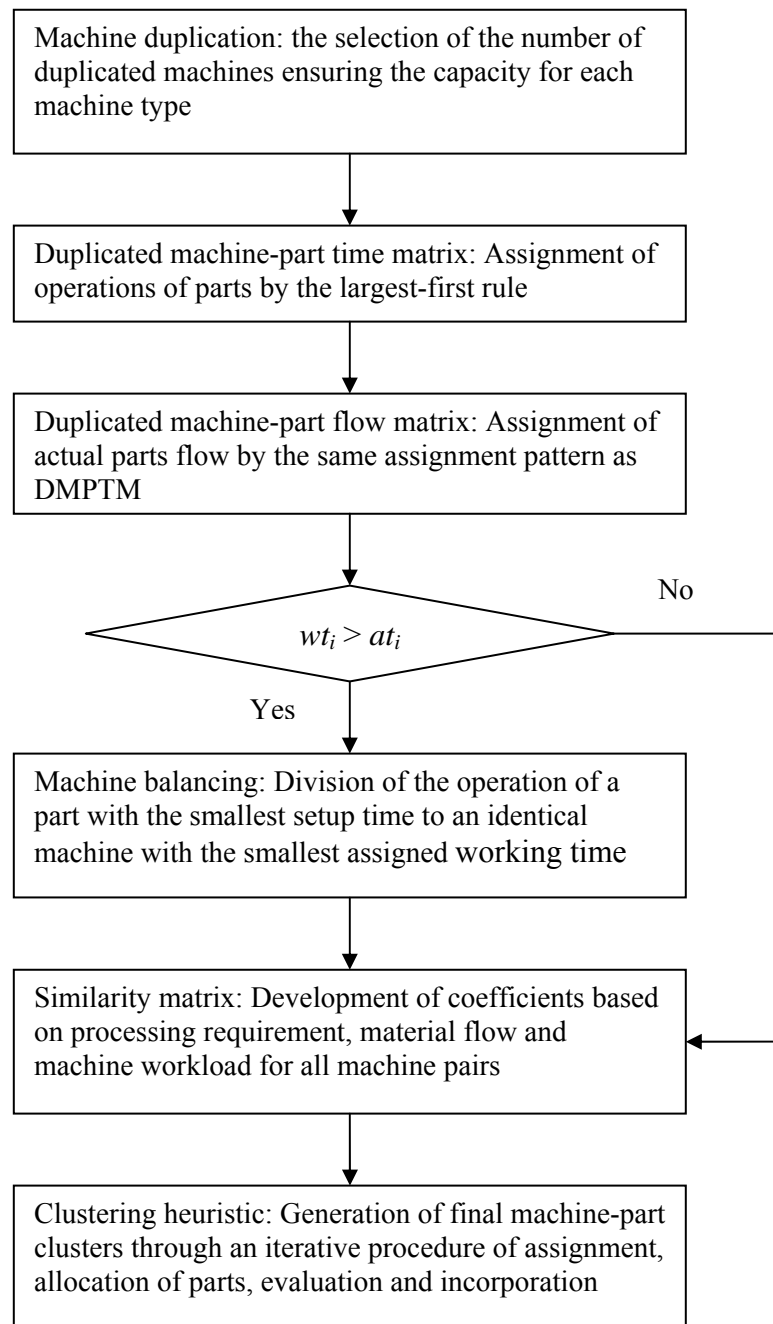 Machine duplication: the selection of the number of
duplicated machines ensuring the capacity for each
machine type
Duplicated machine-part time matrix: Assignment of
operations of parts by the largest-first rule
Duplicated machine-part flow matrix: Assignment of
actual parts flow by the same assignment pattern as
DMPTM
No
wtᵢ > atᵢ
Yes
Machine balancing: Division of the operation of a
part with the smallest setup time to an identical
machine with the smallest assigned working time
Similarity matrix: Development of coefficients based
on processing requirement, material flow and
machine workload for all machine pairs
Clustering heuristic: Generation of final machine-part
clusters through an iterative procedure of assignment,
allocation of parts, evaluation and incorporation